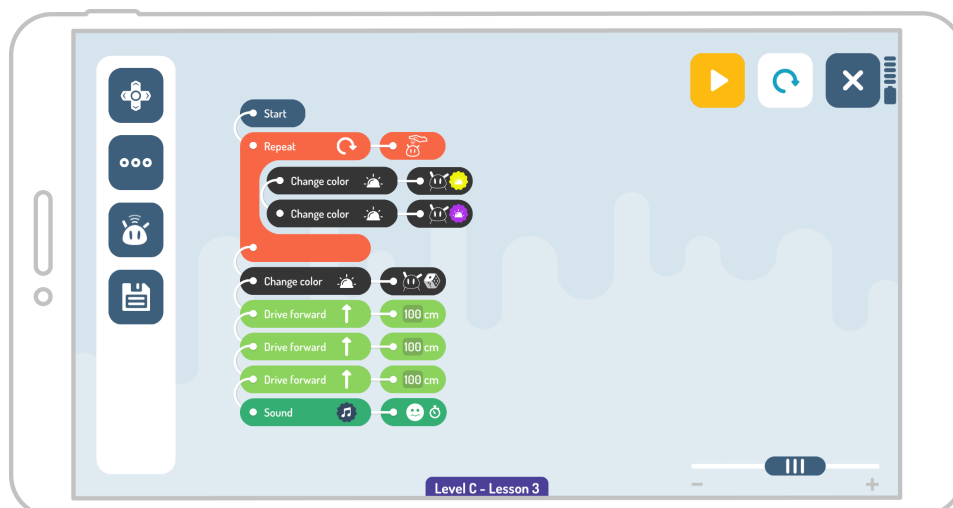 Start
Repeat
Change color
Change color
Change color
Drive forward 100 cm
Drive forward 100 cm
Drive forward 100 cm
Sound
Level C - Lesson 3